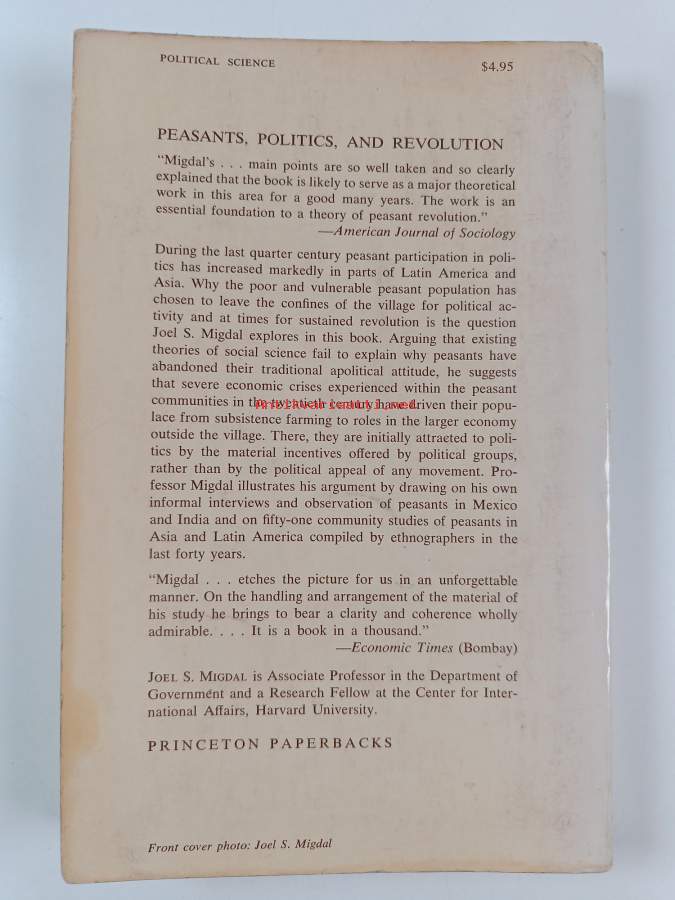 POLITICAL SCIENCE
$4.95
PEASANTS, POLITICS, AND REVOLUTION
“Migdal’s . . . main points are so well taken and so clearly
explained that the book is likely to serve as a major theoretical
work in this area for a good many years. The work is an
essential foundation to a theory of peasant revolution.”
—American Journal of Sociology
During the last quarter century peasant participation in poli-
tics has increased markedly in parts of Latin America and
Asia. Why the poor and vulnerable peasant population has
chosen to leave the confines of the village for political ac-
tivity and at times for sustained revolution is the question
Joel S. Migdal explores in this book. Arguing that existing
theories of social science fail to explain why peasants have
abandoned their traditional apolitical attitude, he suggests
that severe economic crises experienced within the peasant
communities in the twentieth century have driven their popu-
lace from subsistence farming to roles in the larger economy
outside the village. There, they are initially attracted to poli-
tics by the material incentives offered by political groups,
rather than by the political appeal of any movement. Pro-
fessor Migdal illustrates his argument by drawing on his own
informal interviews and observation of peasants in Mexico
and India and on fifty-one community studies of peasants in
Asia and Latin America compiled by ethnographers in the
last forty years.
“Migdal . . . etches the picture for us in an unforgettable
manner. On the handling and arrangement of the material of
his study he brings to bear a clarity and coherence wholly
admirable. . . . It is a book in a thousand.”
—Economic Times (Bombay)
JOEL S. MIGDAL is Associate Professor in the Department of
Government and a Research Fellow at the Center for Inter-
national Affairs, Harvard University.
PRINCETON PAPERBACKS
Front cover photo: Joel S. Migdal